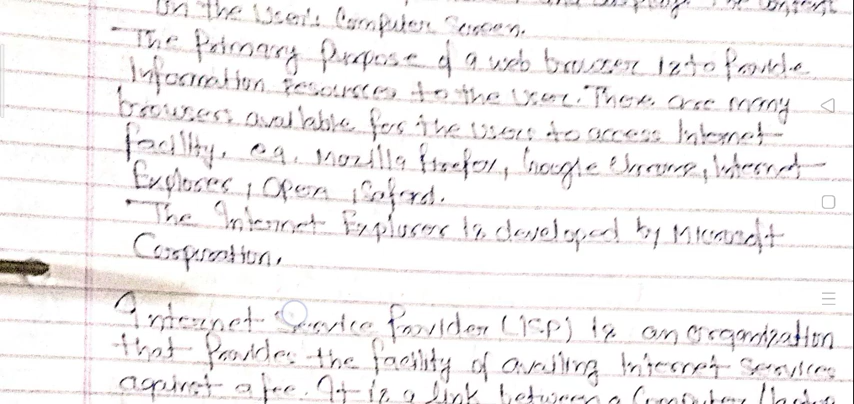 on the User's Computer Screen.
- The Primary Purpose of a web browser is to Provide
Information resources to the User. There are many
browsers available for the users to access Internet
facility, eg. Mozilla firefox, Google Chrome, Internet
Explorer, Opera, Safari.
- The Internet Explorer is developed by Microsoft
Corporation.
Internet Service Provider (ISP) is an organization
that Provides the facility of availing Internet Services
against a fee. It is a link between a Computer